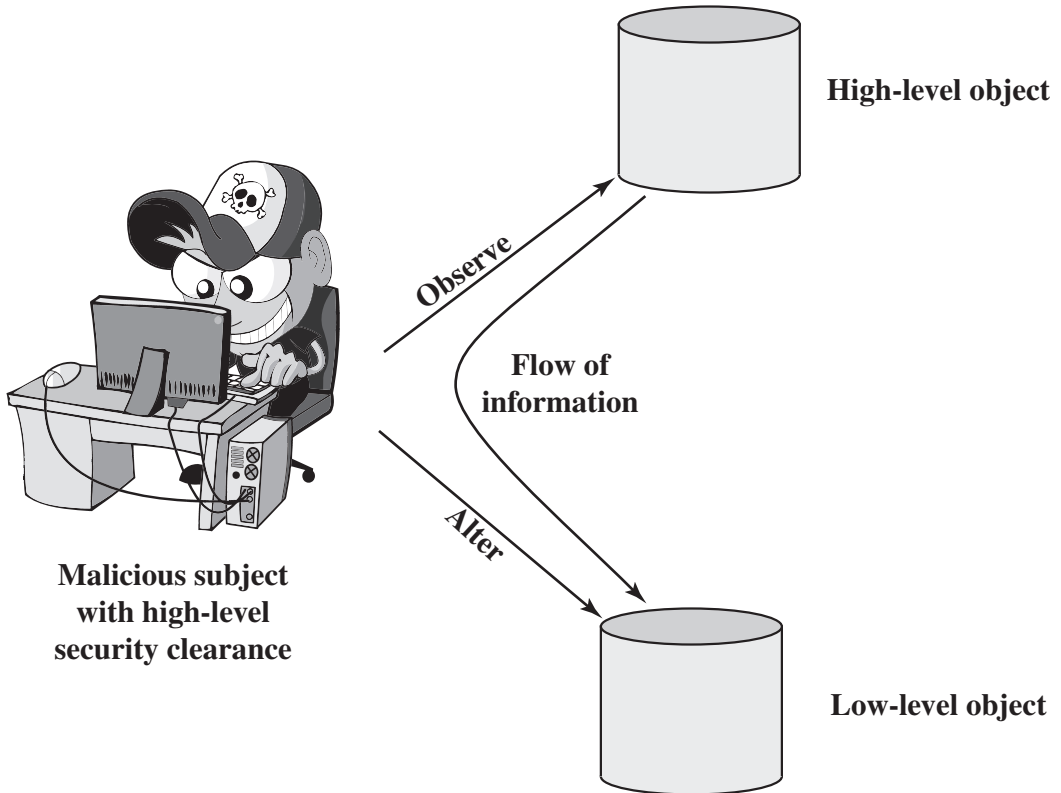 High-level object
Observe
Flow of
information
Alter
Malicious subject
with high-level
security clearance
Low-level object